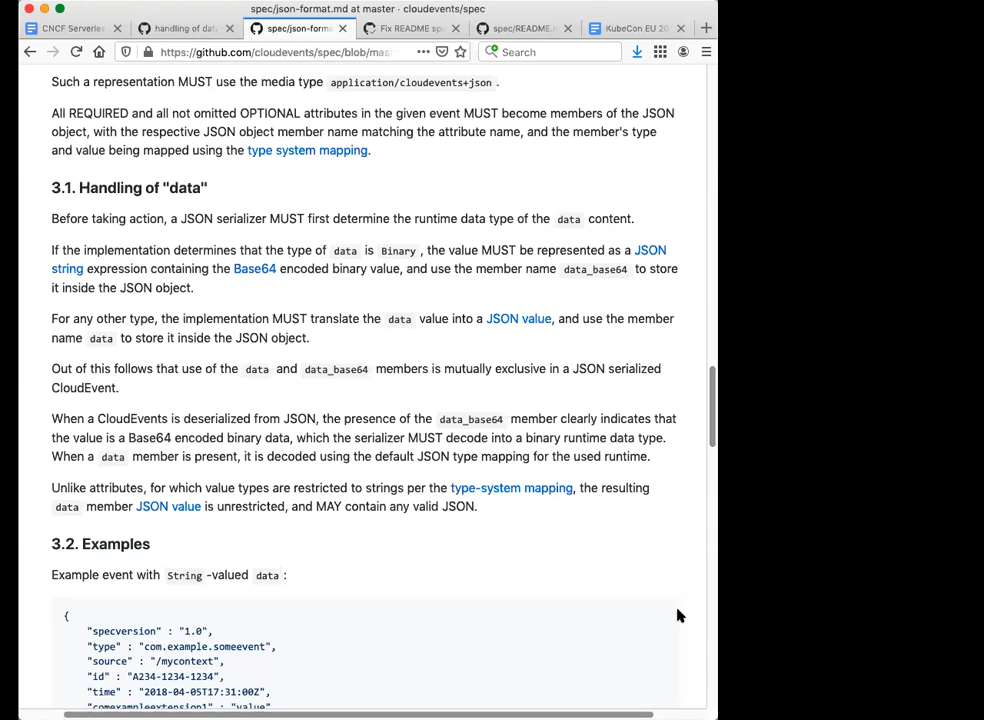 spec/json-format.md at master · cloudevents/spec
CNCF Serverles
handling of dat
spec/json-forma
Fix README spe
spec/README.m
KubeCon EU 20
https://github.com/cloudevents/spec/blob/mas
Search
Such a representation MUST use the media type application/cloudevents+json .
All REQUIRED and all not omitted OPTIONAL attributes in the given event MUST become members of the JSON
object, with the respective JSON object member name matching the attribute name, and the member's type
and value being mapped using the type system mapping.
3.1. Handling of "data"
Before taking action, a JSON serializer MUST first determine the runtime data type of the data content.
If the implementation determines that the type of data is Binary , the value MUST be represented as a JSON
string expression containing the Base64 encoded binary value, and use the member name data_base64 to store
it inside the JSON object.
For any other type, the implementation MUST translate the data value into a JSON value, and use the member
name data to store it inside the JSON object.
Out of this follows that use of the data and data_base64 members is mutually exclusive in a JSON serialized
CloudEvent.
When a CloudEvents is deserialized from JSON, the presence of the data_base64 member clearly indicates that
the value is a Base64 encoded binary data, which the serializer MUST decode into a binary runtime data type.
When a data member is present, it is decoded using the default JSON type mapping for the used runtime.
Unlike attributes, for which value types are restricted to strings per the type-system mapping, the resulting
data member JSON value is unrestricted, and MAY contain any valid JSON.
3.2. Examples
Example event with String -valued data :
{
"specversion" : "1.0",
"type" : "com.example.someevent",
"source" : "/mycontext",
"id" : "A234-1234-1234",
"time" : "2018-04-05T17:31:00Z",
"comexampleextension1" : "value",